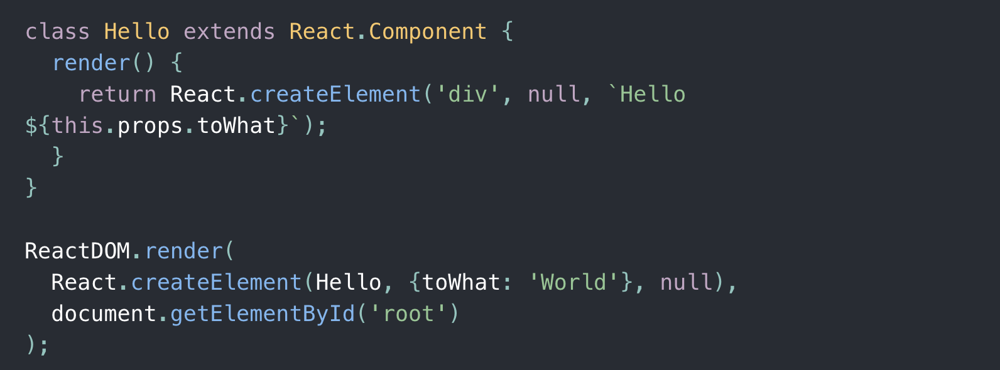 class Hello extends React.Component {
  render() {
    return React.createElement('div', null, `Hello
${this.props.toWhat}`);
  }
}

ReactDOM.render(
  React.createElement(Hello, {toWhat: 'World'}, null),
  document.getElementById('root')
);